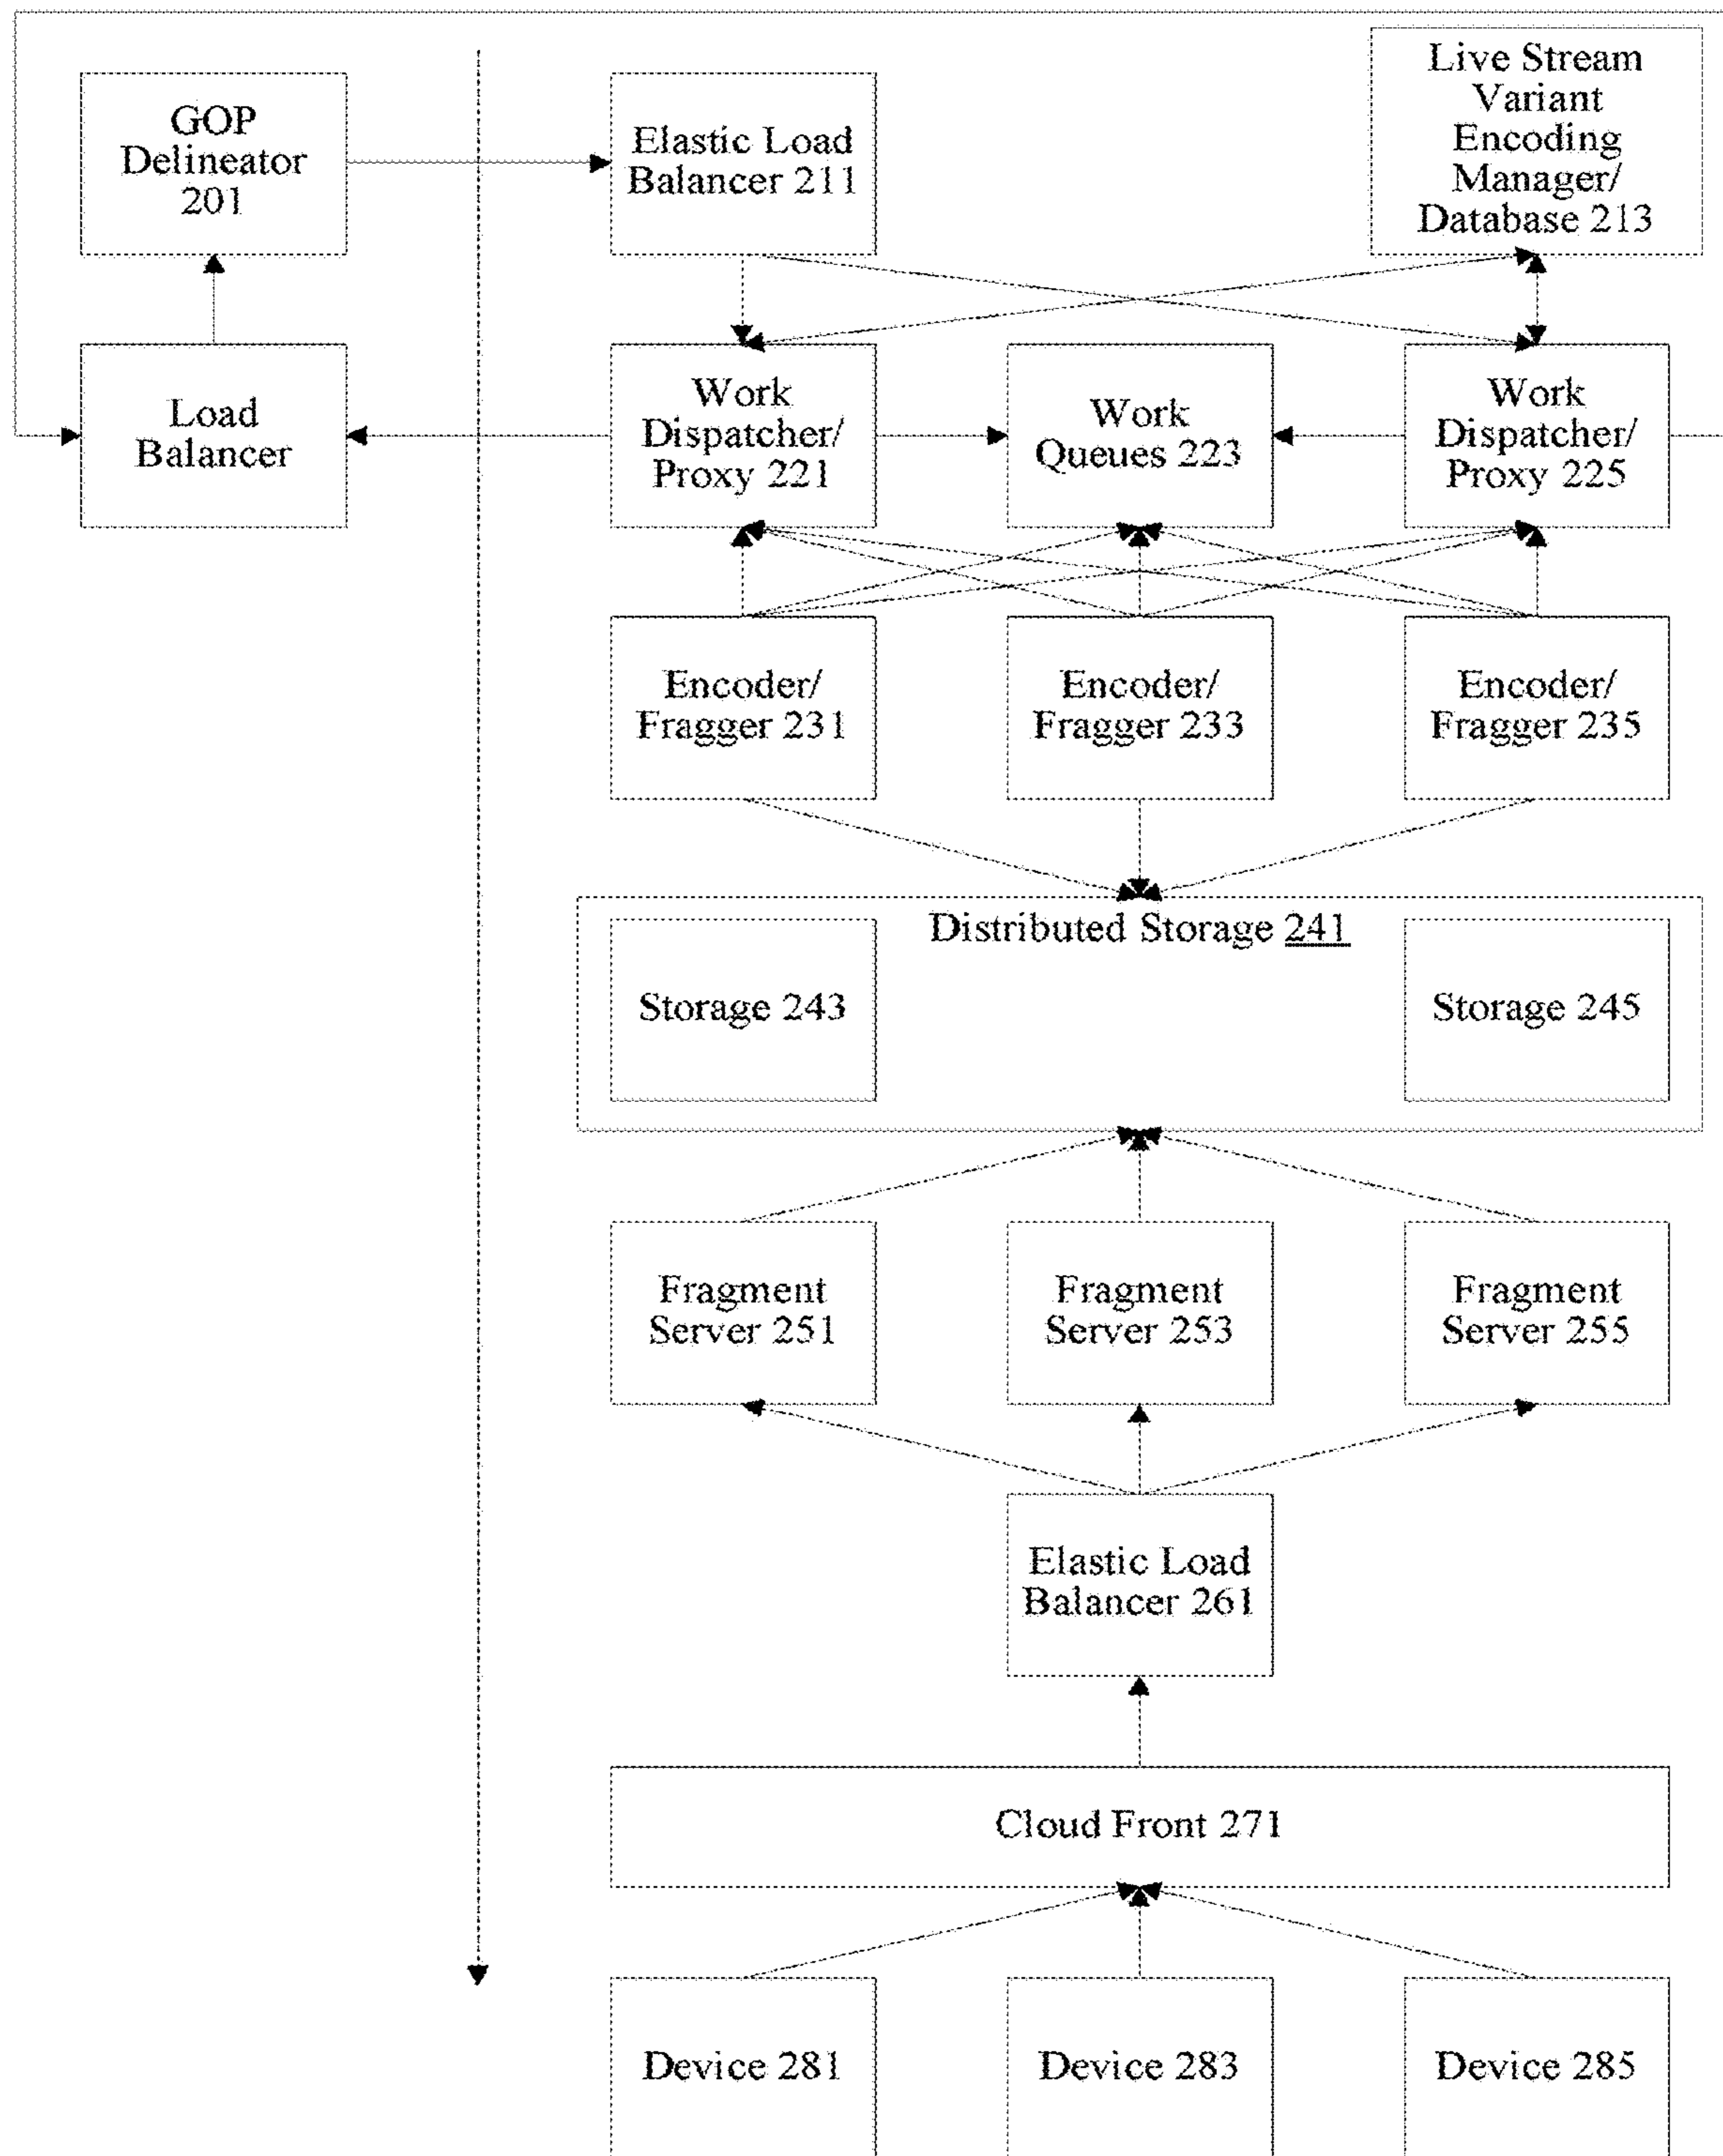 GOP
Delineator
201
Elastic Load
Balancer 211
Live Stream
Variant
Encoding
Manager/
Database 213
Load
Balancer
Work
Dispatcher/
Proxy 221
Work
Queues 223
Work
Dispatcher/
Proxy 225
Encoder/
Fragger 231
Encoder/
Fragger 233
Encoder/
Fragger 235
Distributed Storage 241
Storage 243
Storage 245
Fragment
Server 251
Fragment
Server 253
Fragment
Server 255
Elastic Load
Balancer 261
Cloud Front 271
Device 281
Device 283
Device 285